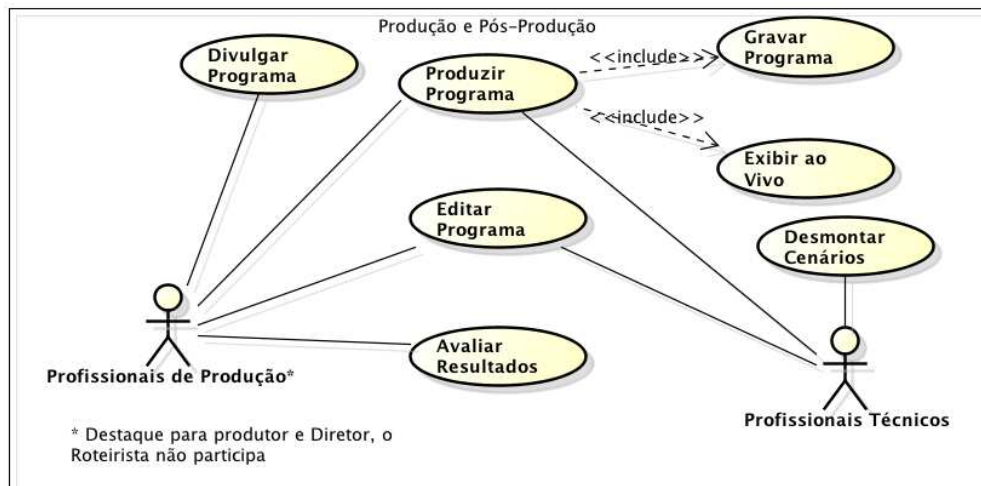 Produção e Pós-Produção
Divulgar
Programa
Produzir
Programa
<<include>>
Gravar
Programa
<<include>>
Exibir ao
Vivo
Editar
Programa
Desmontar
Cenários
Avaliar
Resultados
Profissionais de Produção*
Profissionais Técnicos
* Destaque para produtor e Diretor, o
Roteirista não participa